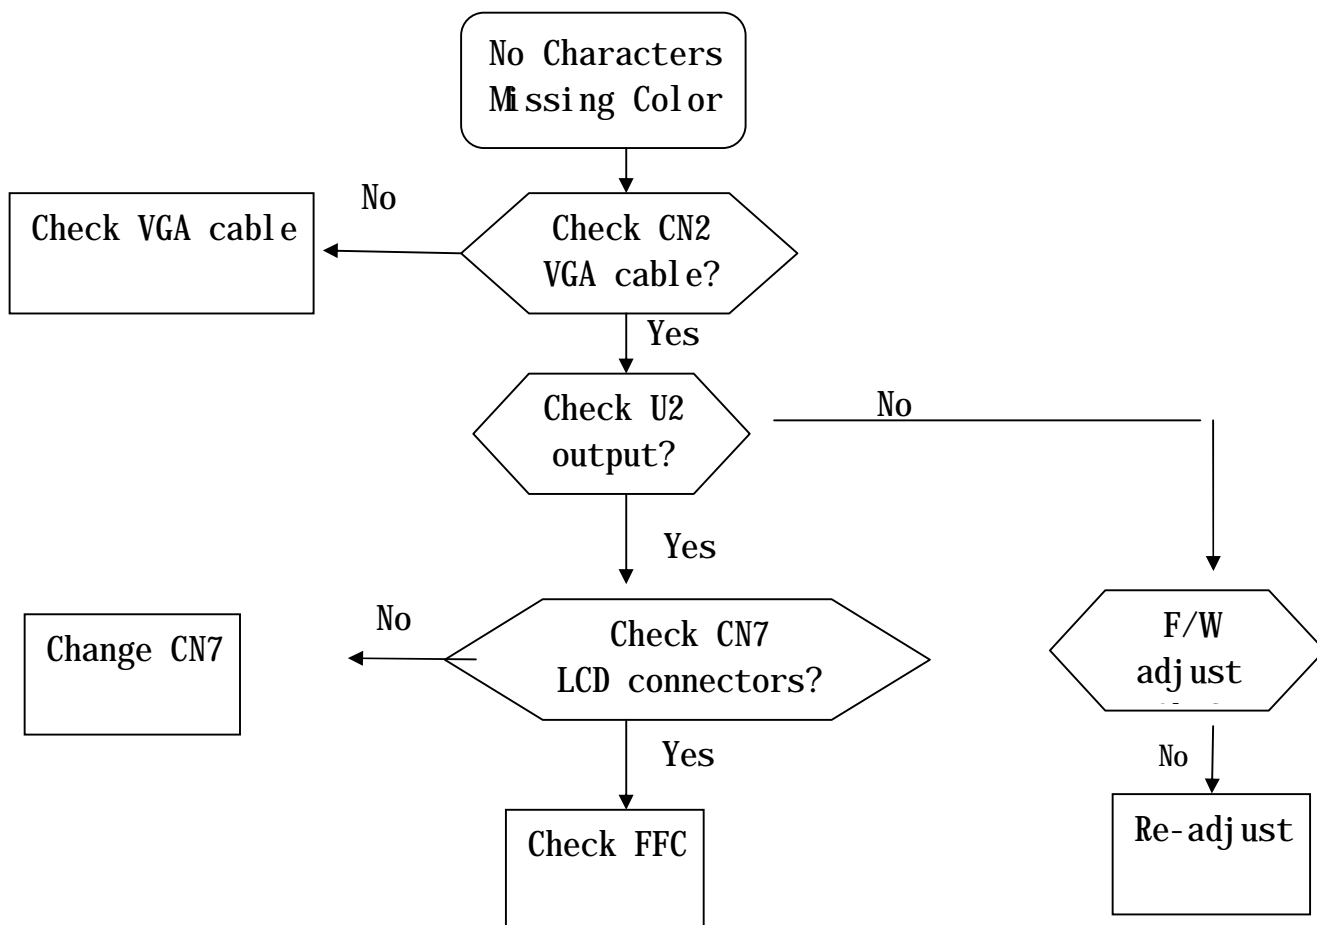 No Characters
Missing Color
No
Check VGA cable
Check CN2
VGA cable?
Yes
Check U2
output?
No
Yes
No
Change CN7
Check CN7
LCD connectors?
F/W
adjust
Yes
No
Check FFC
Re-adjust